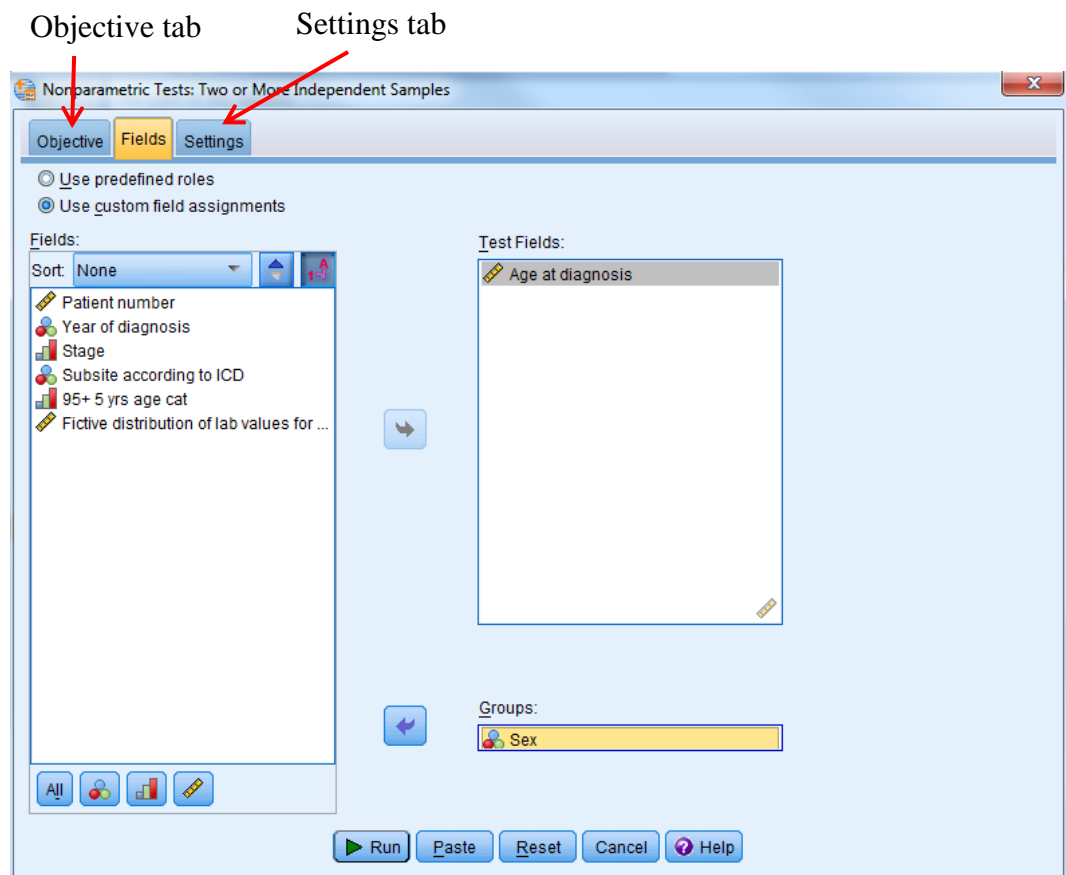 Objective tab
Settings tab
Nonparametric Tests: Two or More Independent Samples
Objective Fields Settings
Use predefined roles
Use custom field assignments
Fields:
Sort: None
Patient number
Year of diagnosis
Stage
Subsite according to ICD
95+ 5 yrs age cat
Fictive distribution of lab values for ...
Test Fields:
Age at diagnosis
Groups:
Sex
All
Run Paste Reset Cancel Help